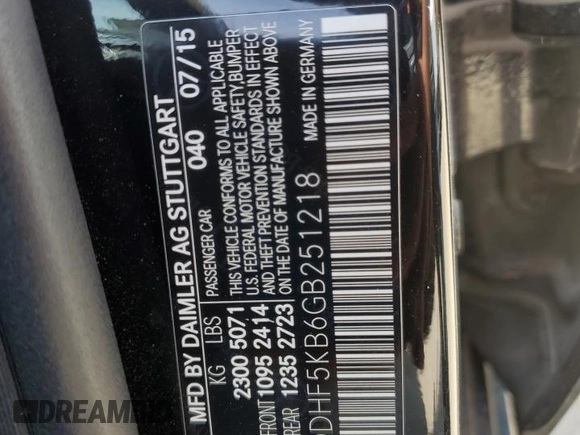 MFD BY DAIMLER AG STUTTGART
040 07/15
KG LBS PASSENGER CAR
2300 5071 THIS VEHICLE CONFORMS TO ALL APPLICABLE
U.S. FEDERAL MOTOR VEHICLE SAFETY, BUMPER
FRONT 1095 2414 AND THEFT PREVENTION STANDARDS IN EFFECT
REAR 1235 2723 ON THE DATE OF MANUFACTURE SHOWN ABOVE
DHF5KB6GB251218 MADE IN GERMANY
AMERICANBIDCARS